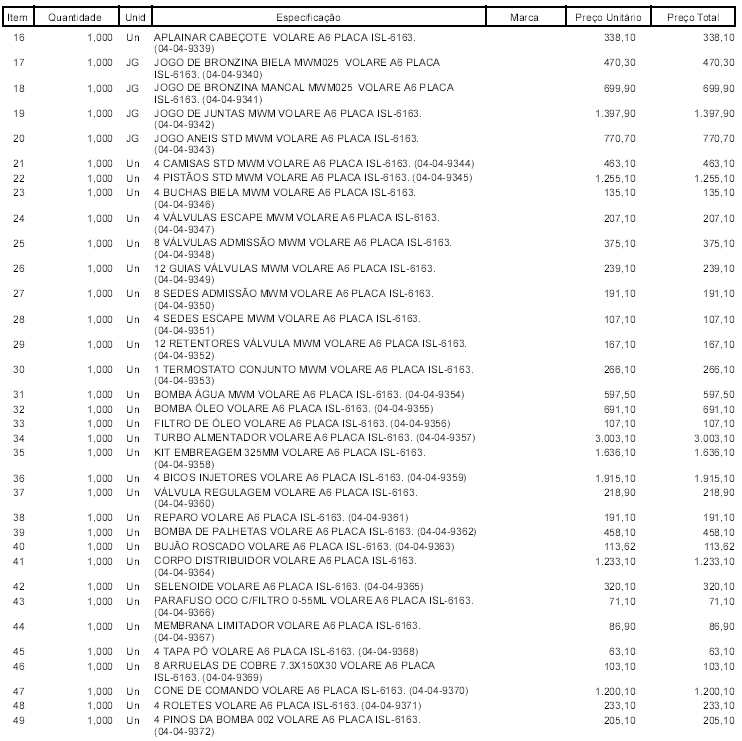 Item Quantidade Unid Especificação Marca Preço Unitário Preço Total
16 1,000 Un APLAINAR CABEÇOTE VOLARE A6 PLACA ISL-6163. 338,10 338,10
(04-04-9339)
17 1,000 JG JOGO DE BRONZINA BIELA MWM025 VOLARE A6 PLACA 470,30 470,30
ISL-6163. (04-04-9340)
18 1,000 JG JOGO DE BRONZINA MANCAL MWM025 VOLARE A6 PLACA 699,90 699,90
ISL-6163. (04-04-9341)
19 1,000 JG JOGO DE JUNTAS MWM VOLARE A6 PLACA ISL-6163. 1.397,90 1.397,90
(04-04-9342)
20 1,000 JG JOGO ANEIS STD MWM VOLARE A6 PLACA ISL-6163. 770,70 770,70
(04-04-9343)
21 1,000 Un 4 CAMISAS STD MWM VOLARE A6 PLACA ISL-6163. (04-04-9344) 463,10 463,10
22 1,000 Un 4 PISTÃOS STD MWM VOLARE A6 PLACA ISL-6163. (04-04-9345) 1.255,10 1.255,10
23 1,000 Un 4 BUCHAS BIELA MWM VOLARE A6 PLACA ISL-6163. 135,10 135,10
(04-04-9346)
24 1,000 Un 4 VÁLVULAS ESCAPE MWM VOLARE A6 PLACA ISL-6163. 207,10 207,10
(04-04-9347)
25 1,000 Un 8 VÁLVULAS ADMISSÃO MWM VOLARE A6 PLACA ISL-6163. 375,10 375,10
(04-04-9348)
26 1,000 Un 12 GUIAS VÁLVULAS MWM VOLARE A6 PLACA ISL-6163. 239,10 239,10
(04-04-9349)
27 1,000 Un 8 SEDES ADMISSÃO MWM VOLARE A6 PLACA ISL-6163. 191,10 191,10
(04-04-9350)
28 1,000 Un 4 SEDES ESCAPE MWM VOLARE A6 PLACA ISL-6163. 107,10 107,10
(04-04-9351)
29 1,000 Un 12 RETENTORES VÁLVULA MWM VOLARE A6 PLACA ISL-6163. 167,10 167,10
(04-04-9352)
30 1,000 Un 1 TERMOSTATO CONJUNTO MWM VOLARE A6 PLACA ISL-6163. 266,10 266,10
(04-04-9353)
31 1,000 Un BOMBA ÁGUA MWM VOLARE A6 PLACA ISL-6163. (04-04-9354) 597,50 597,50
32 1,000 Un BOMBA ÓLEO VOLARE A6 PLACA ISL-6163. (04-04-9355) 691,10 691,10
33 1,000 Un FILTRO DE ÓLEO VOLARE A6 PLACA ISL-6163. (04-04-9356) 107,10 107,10
34 1,000 Un TURBO ALMENTADOR VOLARE A6 PLACA ISL-6163. (04-04-9357) 3.003,10 3.003,10
35 1,000 Un KIT EMBREAGEM 325MM VOLARE A6 PLACA ISL-6163. 1.636,10 1.636,10
(04-04-9358)
36 1,000 Un 4 BICOS INJETORES VOLARE A6 PLACA ISL-6163. (04-04-9359) 1.915,10 1.915,10
37 1,000 Un VÁLVULA REGULAGEM VOLARE A6 PLACA ISL-6163. 218,90 218,90
(04-04-9360)
38 1,000 Un REPARO VOLARE A6 PLACA ISL-6163. (04-04-9361) 191,10 191,10
39 1,000 Un BOMBA DE PALHETAS VOLARE A6 PLACA ISL-6163. (04-04-9362) 458,10 458,10
40 1,000 Un BUJÃO ROSCADO VOLARE A6 PLACA ISL-6163. (04-04-9363) 113,62 113,62
41 1,000 Un CORPO DISTRIBUIDOR VOLARE A6 PLACA ISL-6163. 1.233,10 1.233,10
(04-04-9364)
42 1,000 Un SELENOIDE VOLARE A6 PLACA ISL-6163. (04-04-9365) 320,10 320,10
43 1,000 Un PARAFUSO OCO C/FILTRO 0-55ML VOLARE A6 PLACA ISL-6163. 71,10 71,10
(04-04-9366)
44 1,000 Un MEMBRANA LIMITADOR VOLARE A6 PLACA ISL-6163. 86,90 86,90
(04-04-9367)
45 1,000 Un 4 TAPA PÓ VOLARE A6 PLACA ISL-6163. (04-04-9368) 63,10 63,10
46 1,000 Un 8 ARRUELAS DE COBRE 7.3X150X30 VOLARE A6 PLACA 103,10 103,10
ISL-6163. (04-04-9369)
47 1,000 Un CONE DE COMANDO VOLARE A6 PLACA ISL-6163. (04-04-9370) 1.200,10 1.200,10
48 1,000 Un 4 ROLETES VOLARE A6 PLACA ISL-6163. (04-04-9371) 233,10 233,10
49 1,000 Un 4 PINOS DA BOMBA 002 VOLARE A6 PLACA ISL-6163. 205,10 205,10
(04-04-9372)